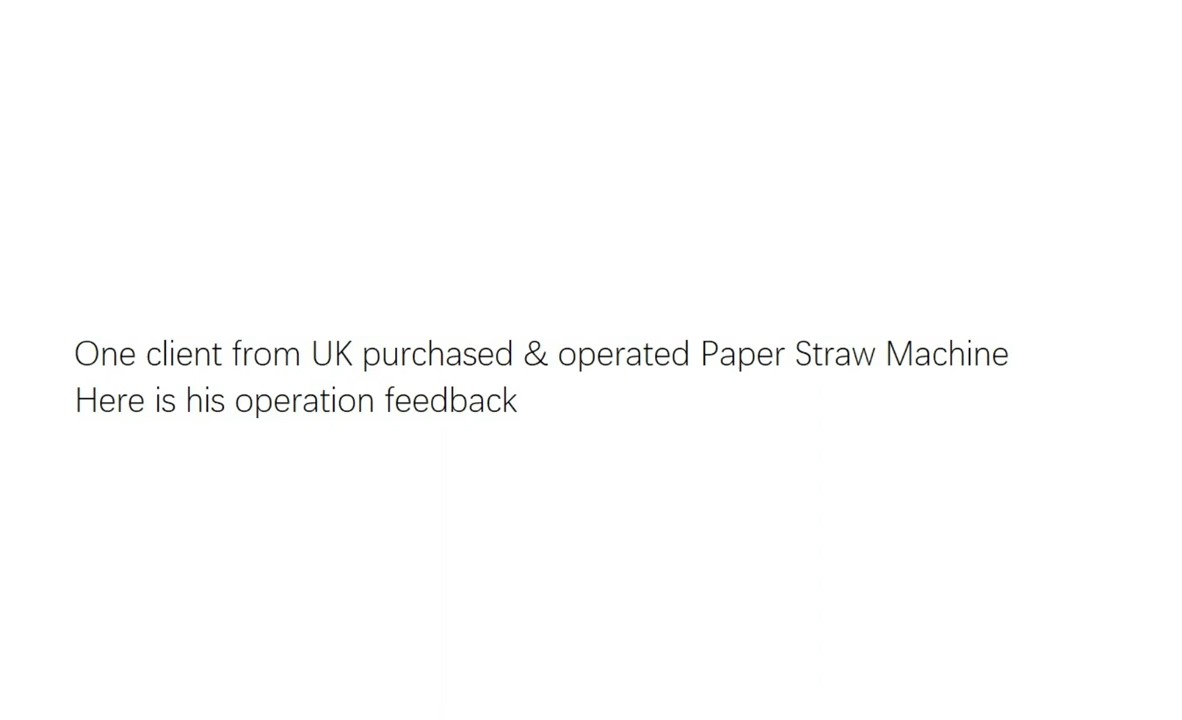 One client from UK purchased & operated Paper Straw Machine
Here is his operation feedback